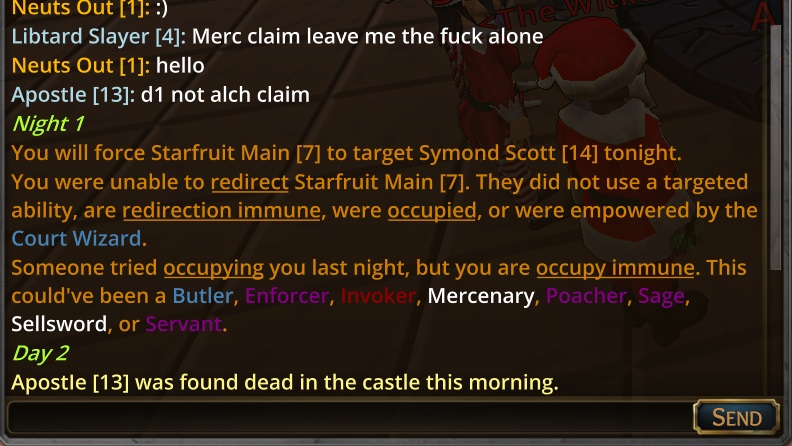 Neuts Out [1]: :)
Libtard Slayer [4]: Merc claim leave me the fuck alone
Neuts Out [1]: hello
Apostle [13]: d1 not alch claim
Night 1
You will force Starfruit Main [7] to target Symond Scott [14] tonight.
You were unable to redirect Starfruit Main [7]. They did not use a targeted
ability, are redirection immune, were occupied, or were empowered by the
Court Wizard.
Someone tried occupying you last night, but you are occupy immune. This
could've been a Butler, Enforcer, Invoker, Mercenary, Poacher, Sage,
Sellsword, or Servant.
Day 2
Apostle [13] was found dead in the castle this morning.
SEND